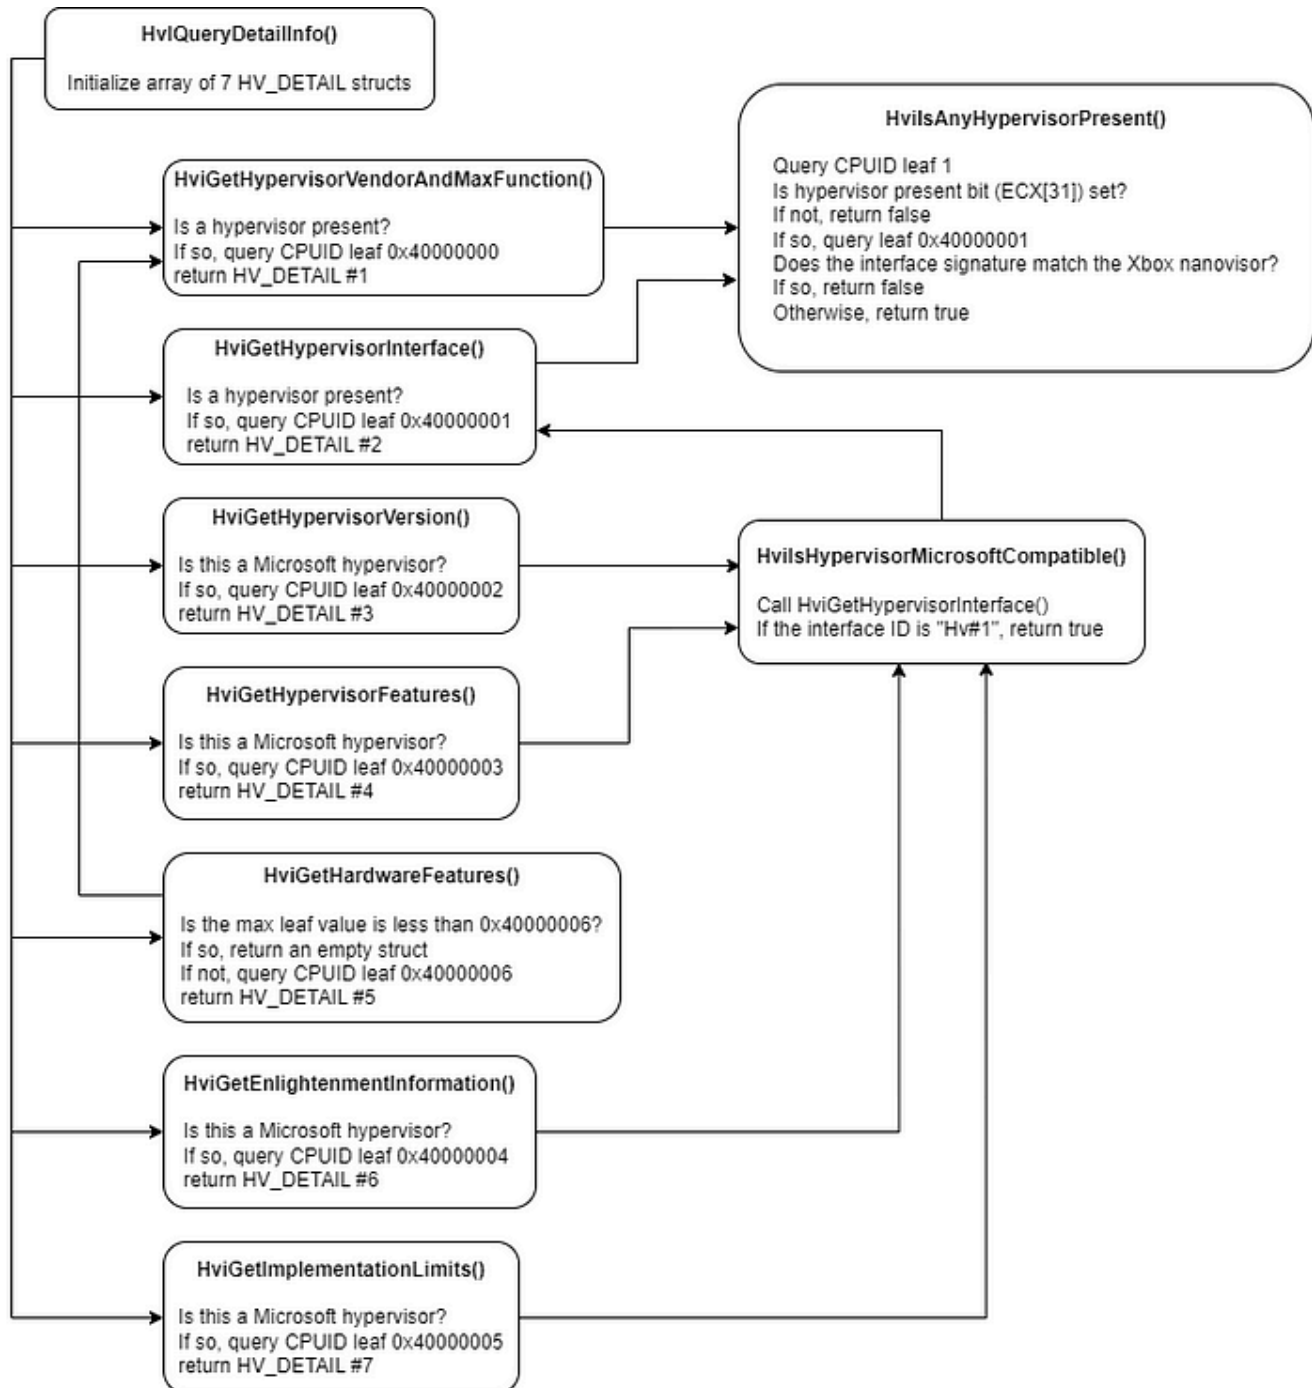 HvlQueryDetailInfo()
Initialize array of 7 HV_DETAIL structs
HviIsAnyHypervisorPresent()
Query CPUID leaf 1
Is hypervisor present bit (ECX[31]) set?
If not, return false
If so, query leaf 0x40000001
Does the interface signature match the Xbox nanovisor?
If so, return false
Otherwise, return true
HviGetHypervisorVendorAndMaxFunction()
Is a hypervisor present?
If so, query CPUID leaf 0x40000000
return HV_DETAIL #1
HviGetHypervisorInterface()
Is a hypervisor present?
If so, query CPUID leaf 0x40000001
return HV_DETAIL #2
HviGetHypervisorVersion()
Is this a Microsoft hypervisor?
If so, query CPUID leaf 0x40000002
return HV_DETAIL #3
HviIsHypervisorMicrosoftCompatible()
Call HviGetHypervisorInterface()
If the interface ID is "Hv#1", return true
HviGetHypervisorFeatures()
Is this a Microsoft hypervisor?
If so, query CPUID leaf 0x40000003
return HV_DETAIL #4
HviGetHardwareFeatures()
Is the max leaf value is less than 0x40000006?
If so, return an empty struct
If not, query CPUID leaf 0x40000006
return HV_DETAIL #5
HviGetEnlightenmentInformation()
Is this a Microsoft hypervisor?
If so, query CPUID leaf 0x40000004
return HV_DETAIL #6
HviGetImplementationLimits()
Is this a Microsoft hypervisor?
If so, query CPUID leaf 0x40000005
return HV_DETAIL #7